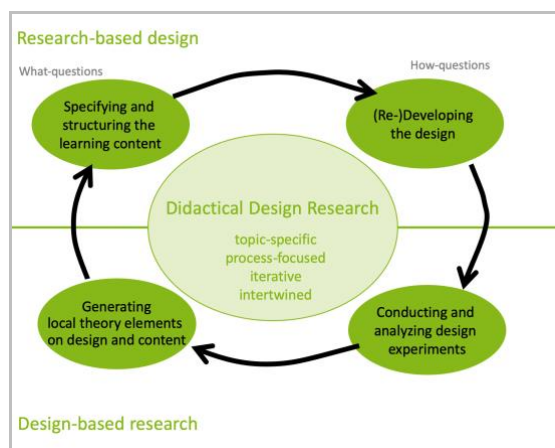 Research-based design
What-questions
How-questions
Specifying and
structuring the
learning content
(Re-)Developing
the design
Didactical Design Research
topic-specific
process-focused
iterative
intertwined
Generating
local theory elements
on design and content
Conducting and
analyzing design
experiments
Design-based research